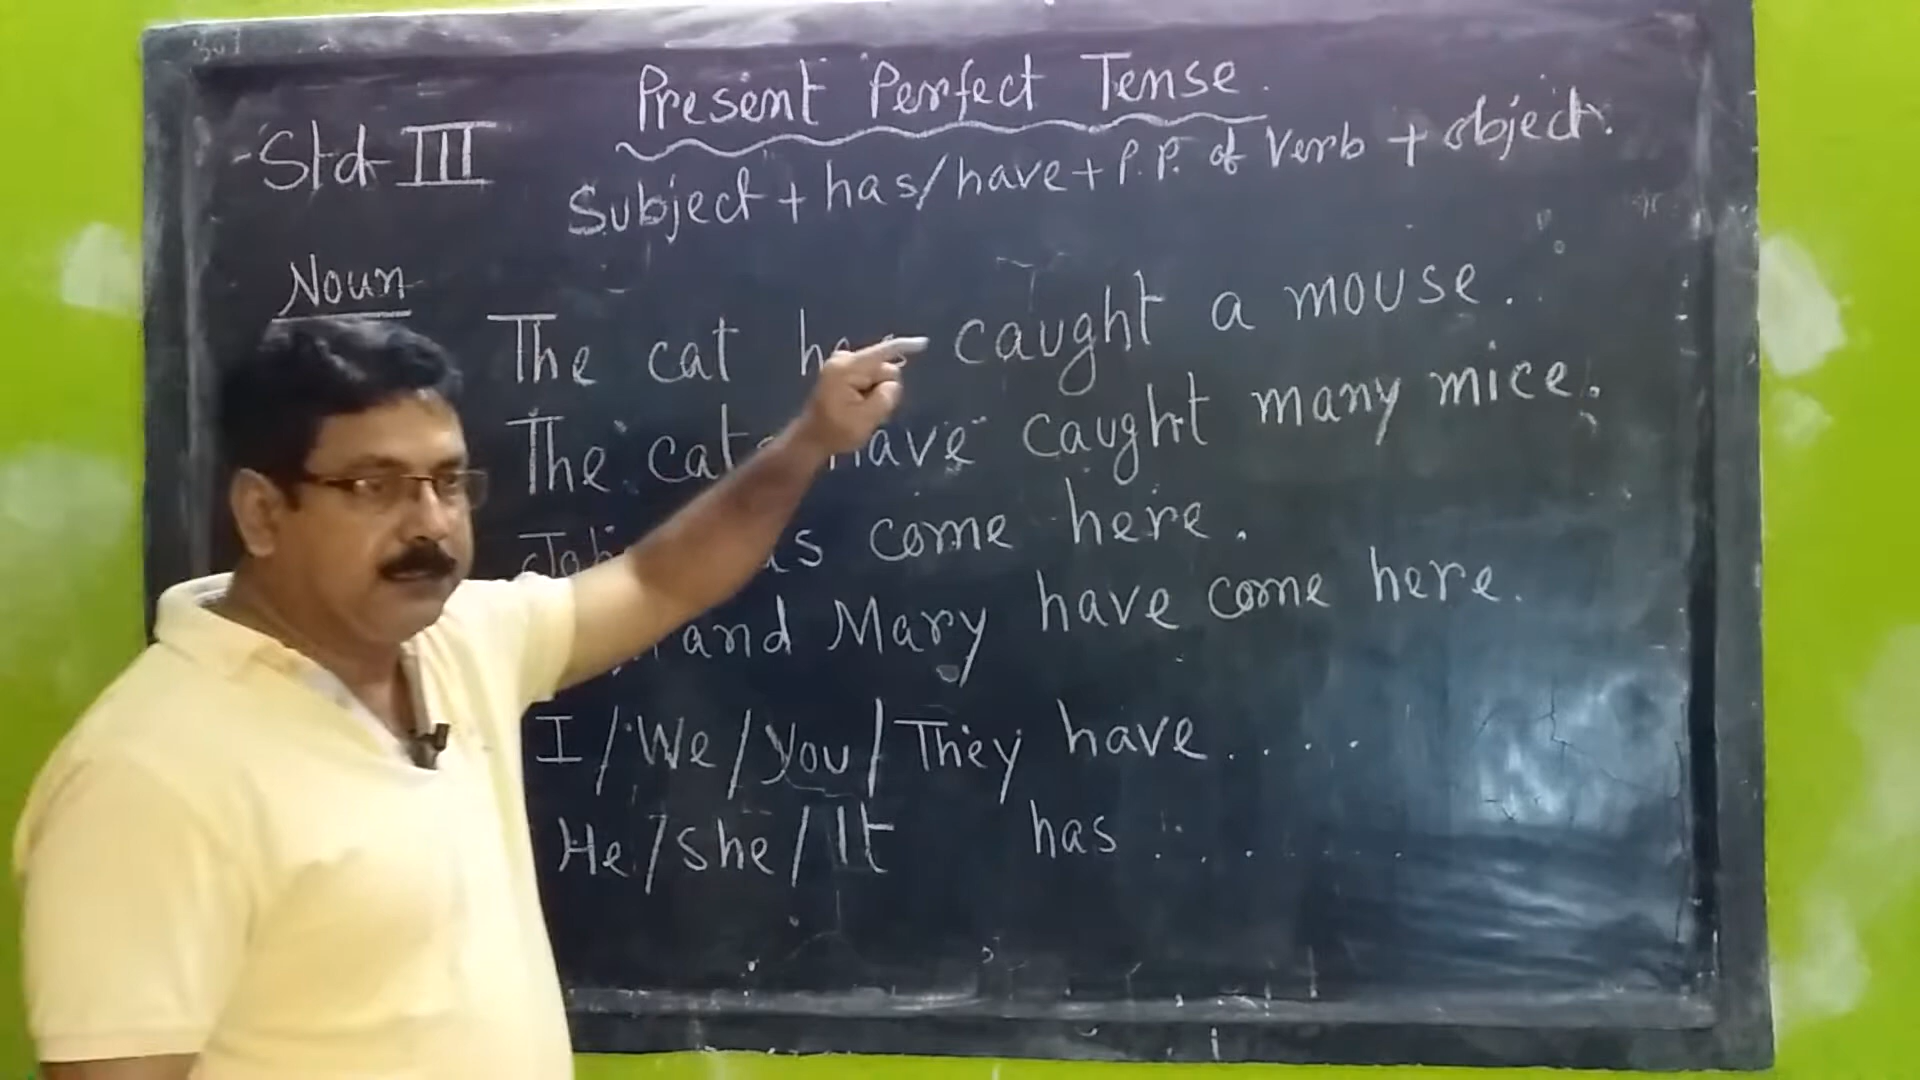 Present Perfect Tense.
Std III
Subject + has/have + P.P. of Verb + object.
Noun
The cat has caught a mouse.
The cats have caught many mice.
come here.
and Mary have come here.
I/We/You/They have....
He/She/It has.......